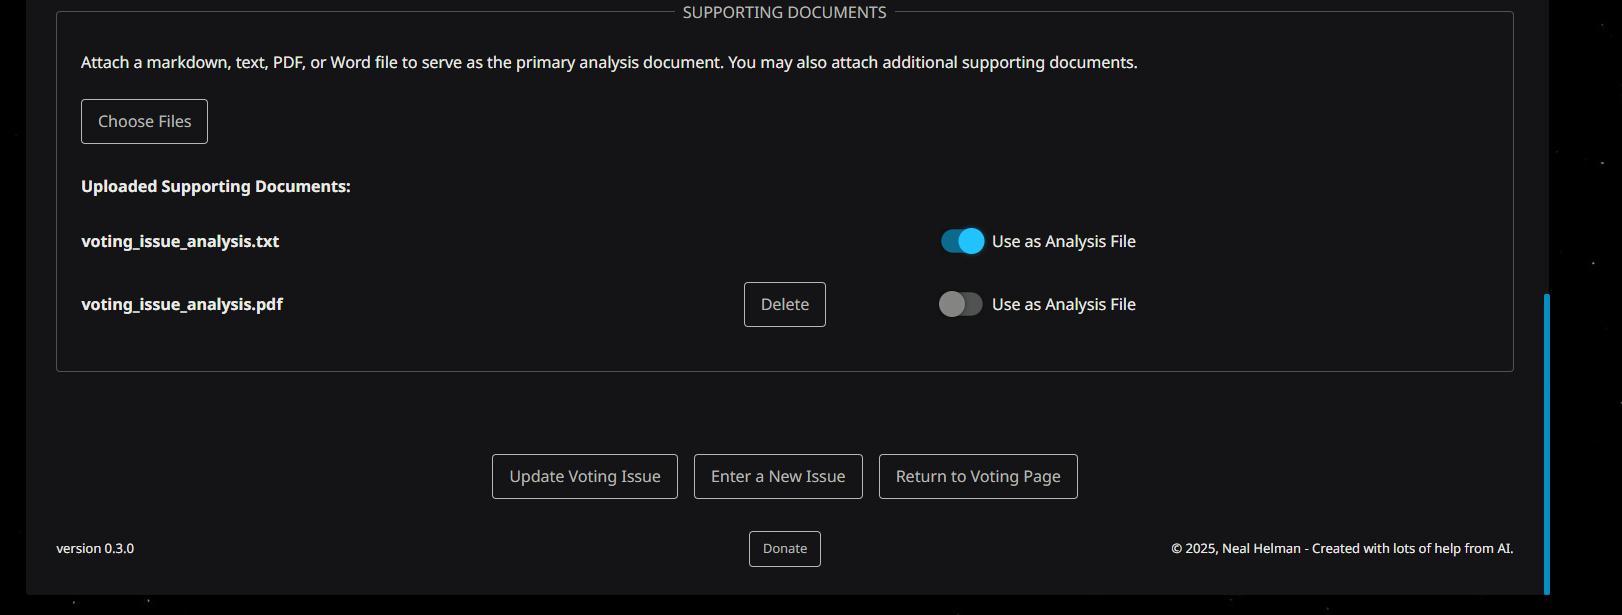 SUPPORTING DOCUMENTS
Attach a markdown, text, PDF, or Word file to serve as the primary analysis document. You may also attach additional supporting documents.
Choose Files
Uploaded Supporting Documents:
voting_issue_analysis.txt
Use as Analysis File
voting_issue_analysis.pdf
Delete
Use as Analysis File
Update Voting Issue
Enter a New Issue
Return to Voting Page
version 0.3.0
Donate
© 2025, Neal Helman - Created with lots of help from AI.